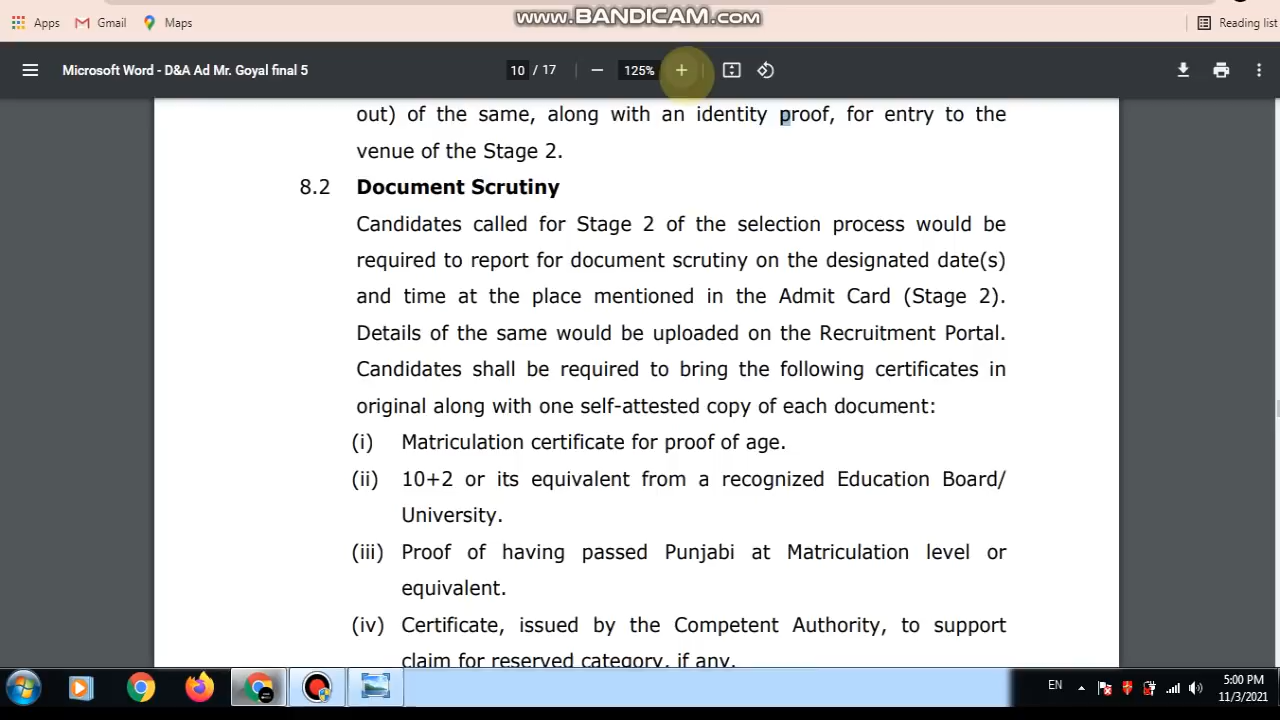 Apps
Gmail
Maps
www.BANDICAM.com
Reading list
Microsoft Word - D&A Ad Mr. Goyal final 5
10 / 17
125%
out) of the same, along with an identity proof, for entry to the
venue of the Stage 2.
8.2 Document Scrutiny
Candidates called for Stage 2 of the selection process would be
required to report for document scrutiny on the designated date(s)
and time at the place mentioned in the Admit Card (Stage 2).
Details of the same would be uploaded on the Recruitment Portal.
Candidates shall be required to bring the following certificates in
original along with one self-attested copy of each document:
(i) Matriculation certificate for proof of age.
(ii) 10+2 or its equivalent from a recognized Education Board/
University.
(iii) Proof of having passed Punjabi at Matriculation level or
equivalent.
(iv) Certificate, issued by the Competent Authority, to support
claim for reserved category, if any.
EN
5:00 PM
11/3/2021